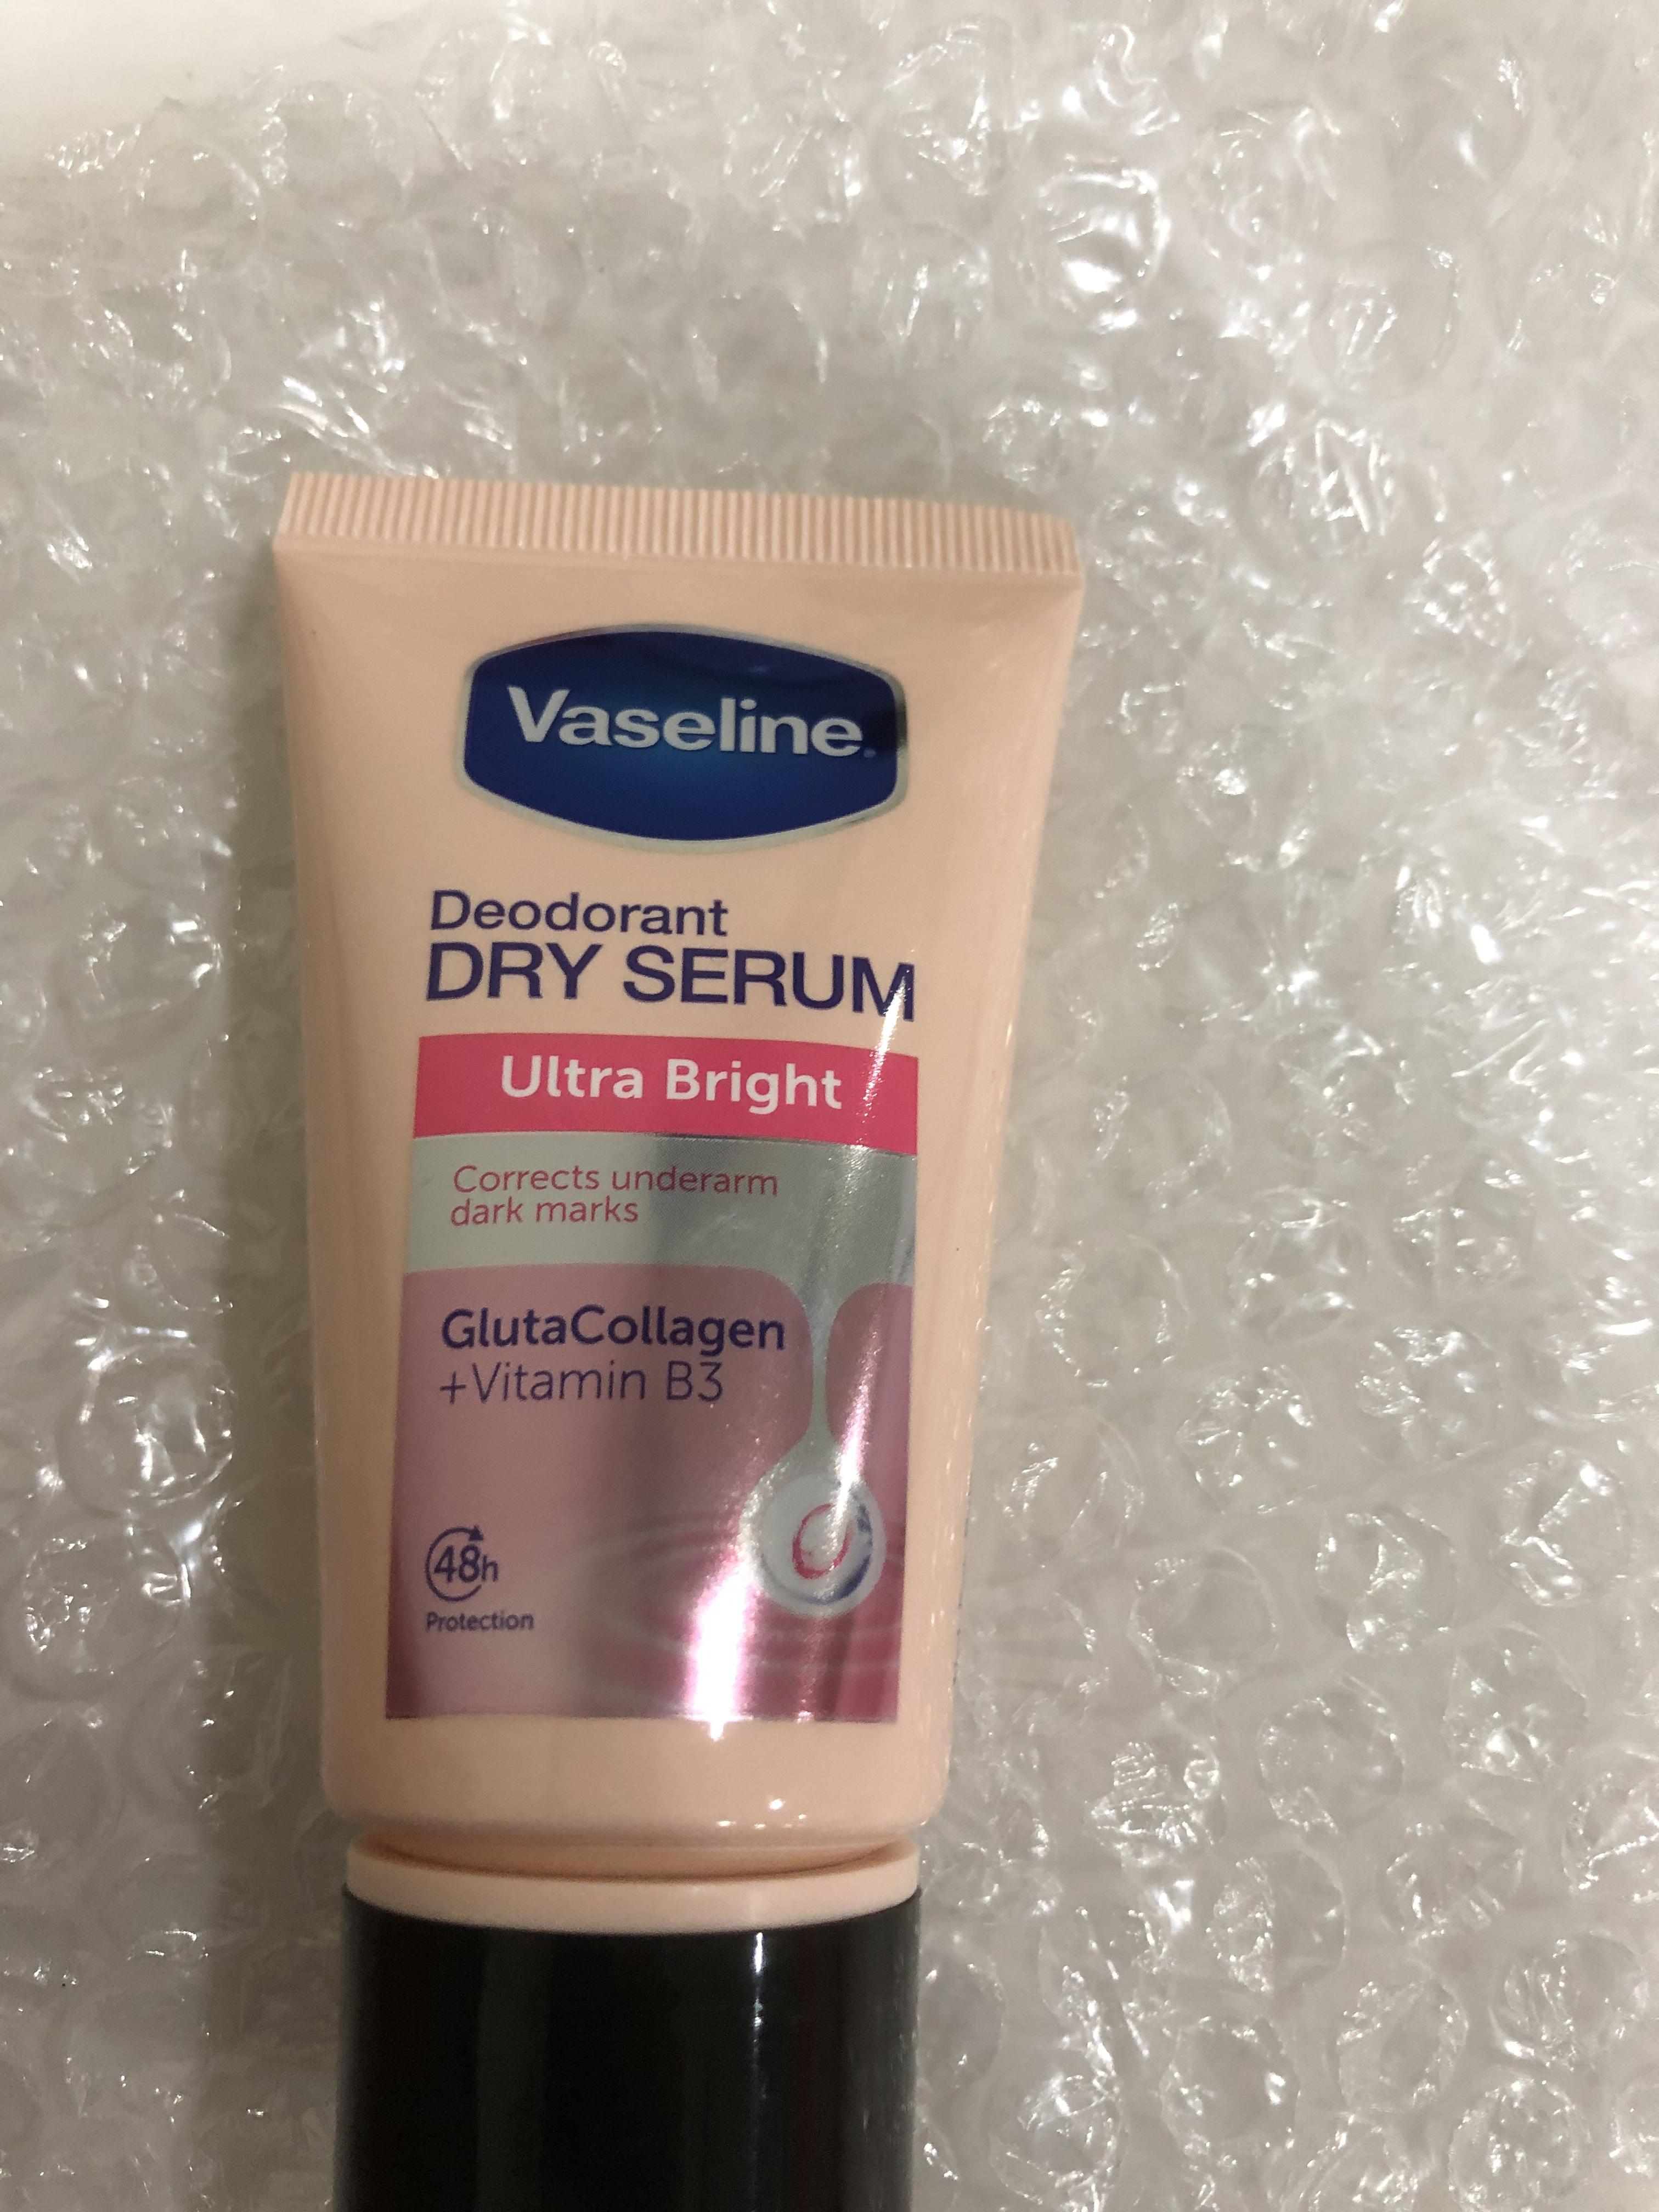 Vaseline
Deodorant
DRY SERUM
Ultra Bright
Corrects underarm
dark marks
GlutaCollagen
+Vitamin B3
48h
Protection